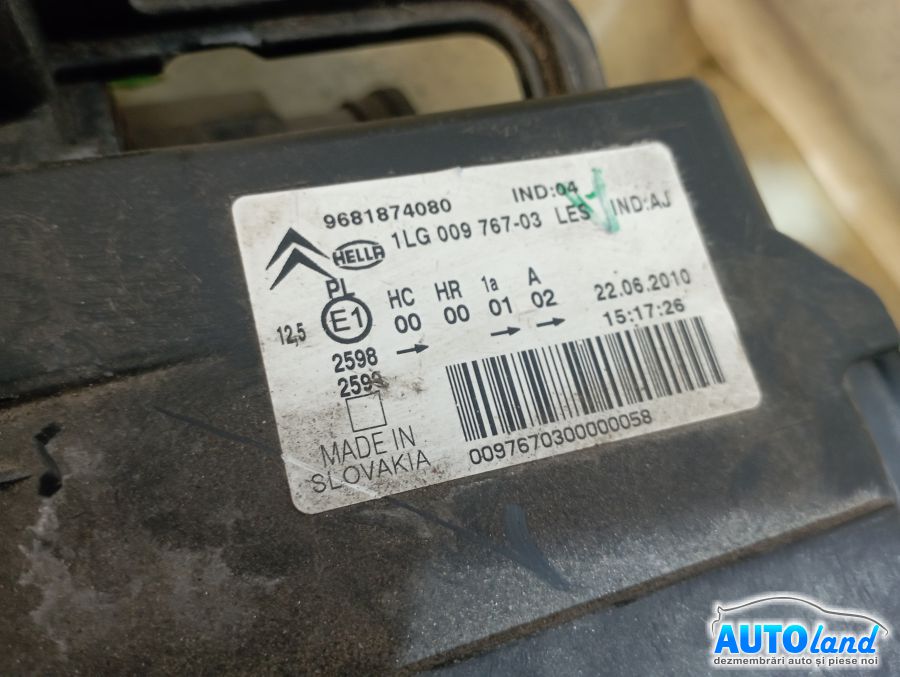 9681874080 IND:04
HELLA 1LG 009 767-03 LES IND:AJ
PL
12,5 E1 HC HR 1a A 22.06.2010
00 00 01 02 15:17:26
2598
2599
MADE IN
SLOVAKIA
0097670300000058
AUTOland
dezmembrări auto și piese noi